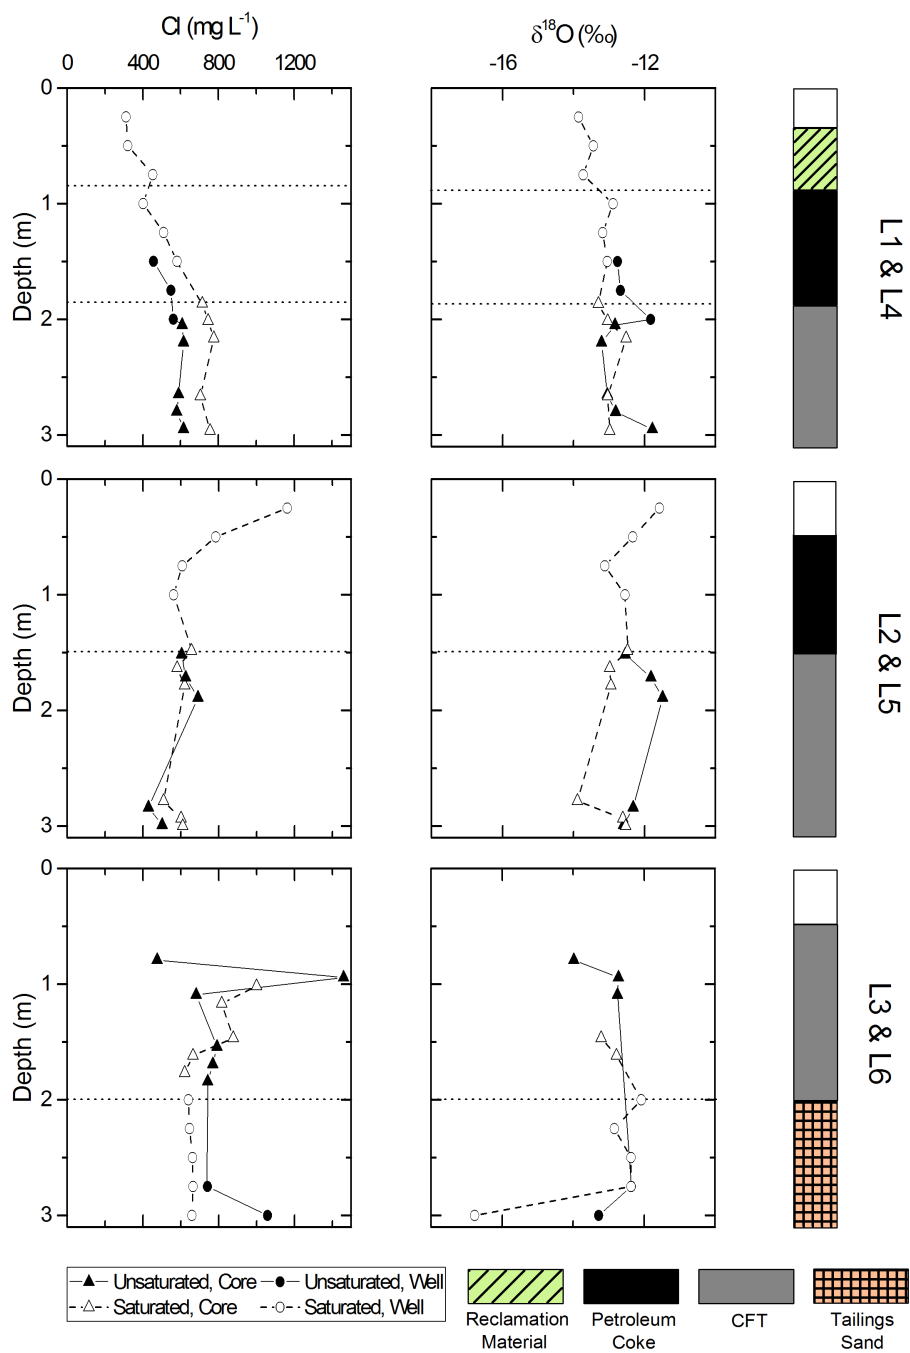 Cl (mg L⁻¹)
δ¹⁸O (‰)
0 400 800 1200
-16 -12
0
1
2
3
Depth (m)
L1 & L4
0
1
2
3
Depth (m)
L2 & L5
0
1
2
3
Depth (m)
L3 & L6
Unsaturated, Core
Unsaturated, Well
Saturated, Core
Saturated, Well
Reclamation
Material
Petroleum
Coke
CFT
Tailings
Sand